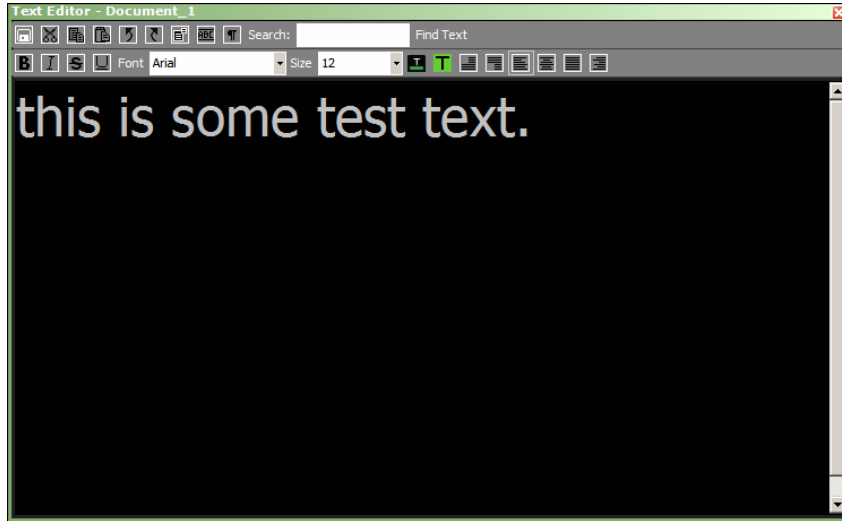 Text Editor - Document_1
Search: Find Text
B I S U Font Arial Size 12 T T
this is some test text.